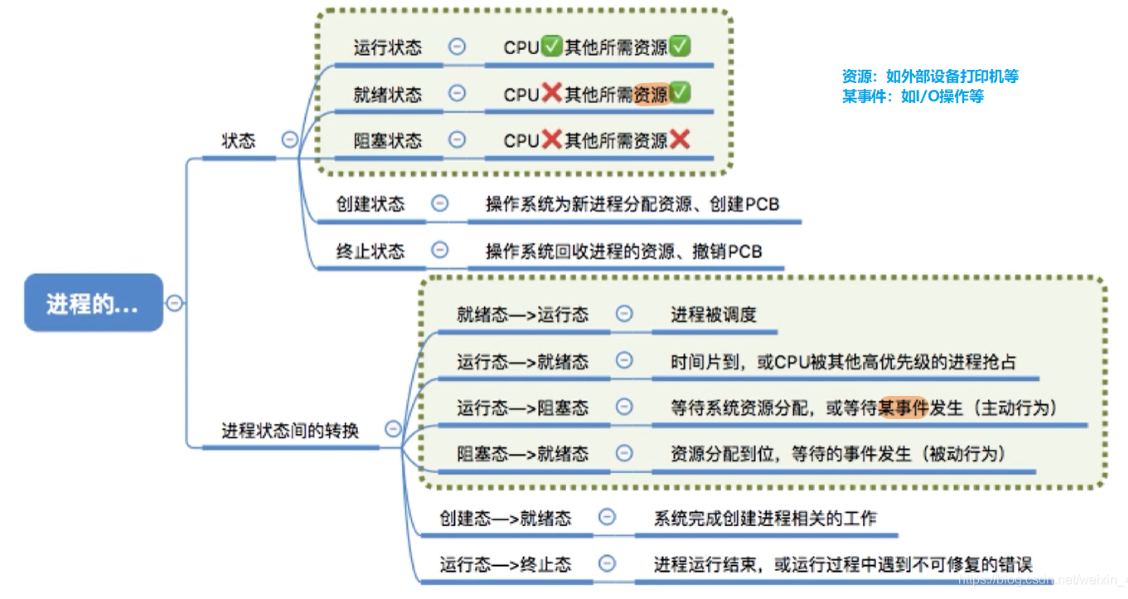 运行状态 CPU✅其他所需资源✅
资源：如外部设备打印机等
就绪状态 CPU❌其他所需资源✅
某事件：如I/O操作等
状态
阻塞状态 CPU❌其他所需资源❌
创建状态 操作系统为新进程分配资源、创建PCB
终止状态 操作系统回收进程的资源、撤销PCB
进程的...
就绪态—>运行态 进程被调度
运行态—>就绪态 时间片到，或CPU被其他高优先级的进程抢占
运行态—>阻塞态 等待系统资源分配，或等待某事件发生（主动行为）
进程状态间的转换
阻塞态—>就绪态 资源分配到位，等待的事件发生（被动行为）
创建态—>就绪态 系统完成创建进程相关的工作
运行态—>终止态 进程运行结束，或运行过程中遇到不可修复的错误
https://blog.csdn.net/weixin_